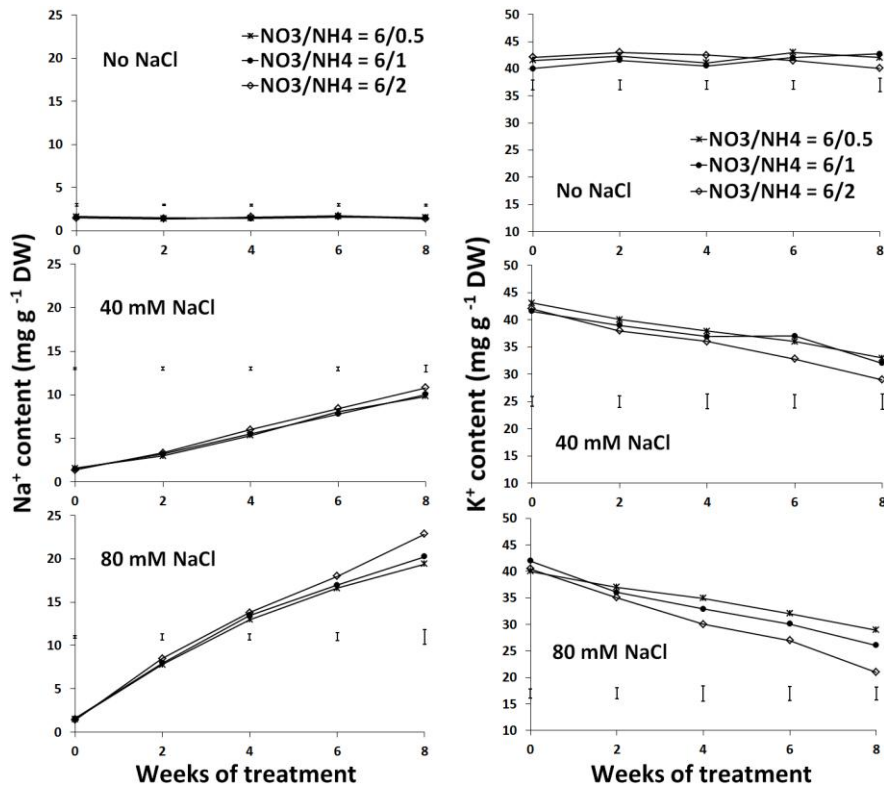 Na⁺ content (mg g ⁻¹ DW)
25
20
15
10
5
0
No NaCl
NO3/NH4 = 6/0.5
NO3/NH4 = 6/1
NO3/NH4 = 6/2
0 2 4 6 8
25
20
15
10
5
0
40 mM NaCl
0 2 4 6 8
25
20
15
10
5
0
80 mM NaCl
0 2 4 6 8
Weeks of treatment
K⁺ content (mg g ⁻¹ DW)
50
45
40
35
30
25
20
15
10
NO3/NH4 = 6/0.5
NO3/NH4 = 6/1
NO3/NH4 = 6/2
No NaCl
0 2 4 6 8
50
45
40
35
30
25
20
15
10
40 mM NaCl
0 2 4 6 8
50
45
40
35
30
25
20
15
10
80 mM NaCl
0 2 4 6 8
Weeks of treatment